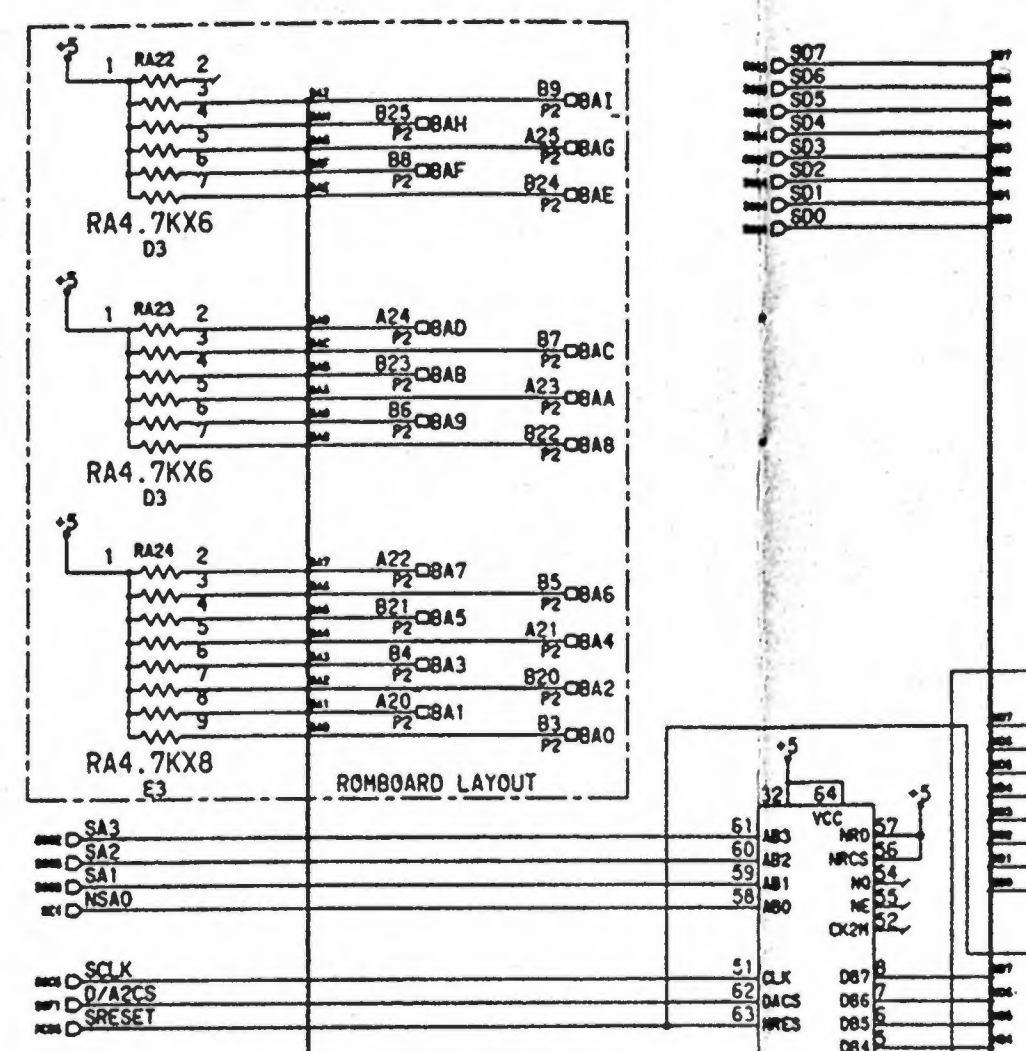 +5
1 RA22 2
3 B9 BAI
P2
4 B25 BAH
P2
5 A25 BAG
P2
6 B8 BAF
P2
7 B24 BAE
P2
RA4.7KX6
D3
+5
1 RA23 2
A24 BAD
P2
3 B7 BAC
P2
4 B23 BAB
P2
5 A23 BAA
P2
6 B6 BA9
P2
7 B22 BA8
P2
RA4.7KX6
D3
+5
1 RA24 2
A22 BA7
P2
3 B5 BA6
P2
4 B21 BA5
P2
5 A21 BA4
P2
6 B4 BA3
P2
7 B20 BA2
P2
8 A20 BA1
P2
9 B3 BA0
P2
RA4.7KX8
E3
ROMBOARD LAYOUT
SD7
SD6
SD5
SD4
SD3
SD2
SD1
SD0
SA3
SA2
SA1
NSA0
SCLK
D/A2CS
SRESET
+5
32 64
VCC
+5
61 AB3 NRD 57
60 AB2 NRCS 56
59 AB1 NQ 54
58 AB0 NE 55
CK2M 52
51 CLK DB7 8
62 DACS DB6 7
63 NRES DB5 6
DB4 5